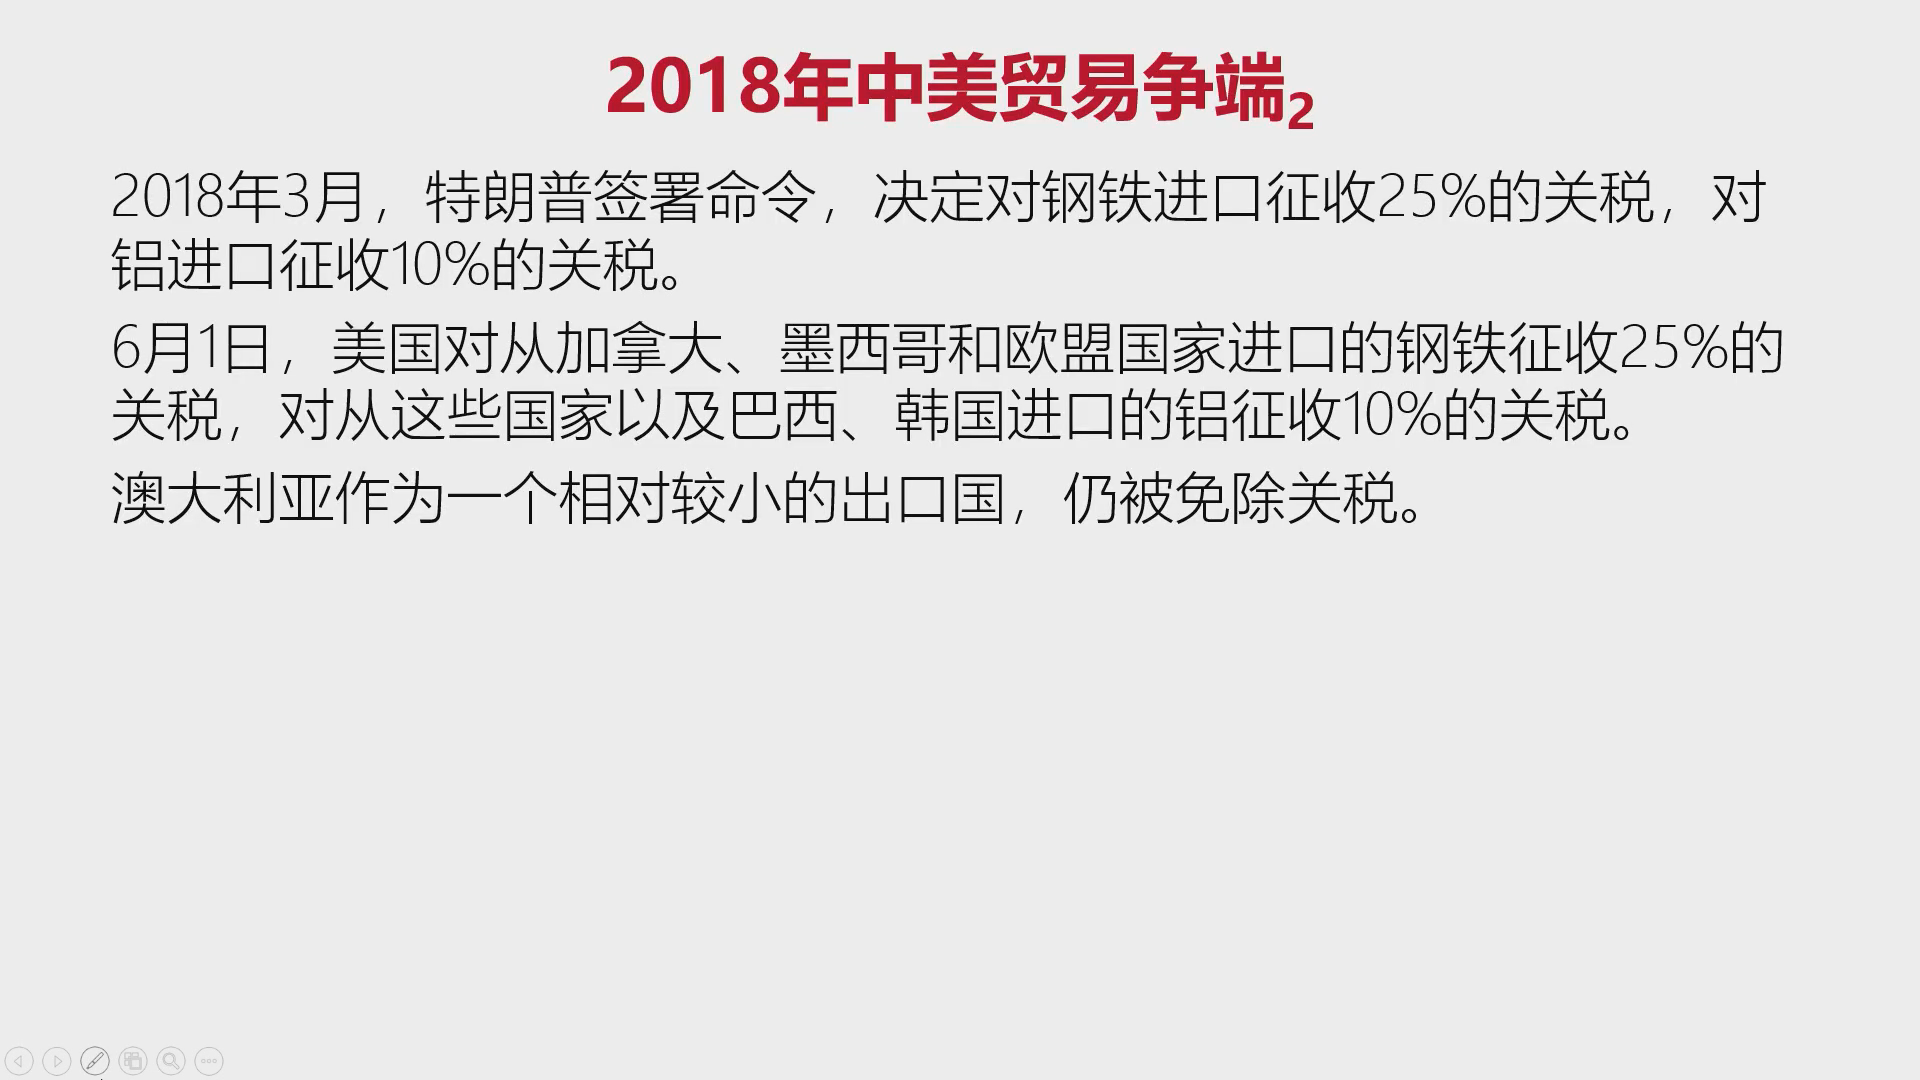 2018年中美贸易争端2
2018年3月，特朗普签署命令，决定对钢铁进口征收25%的关税，对
铝进口征收10%的关税。
6月1日，美国对从加拿大、墨西哥和欧盟国家进口的钢铁征收25%的
关税，对从这些国家以及巴西、韩国进口的铝征收10%的关税。
澳大利亚作为一个相对较小的出口国，仍被免除关税。